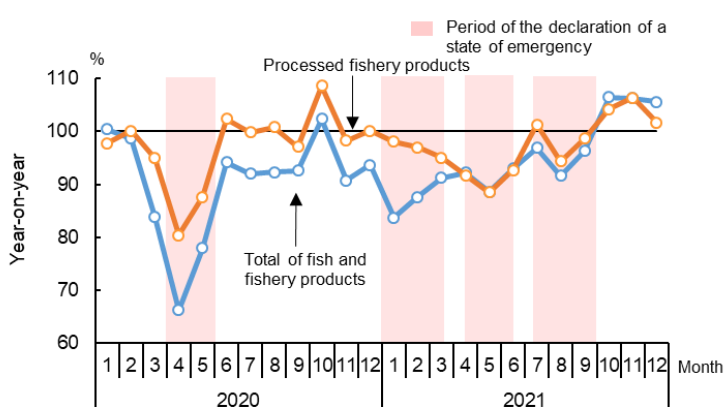 Period of the declaration of a
state of emergency
%
Processed fishery products
110
100
90
80
70
60
Year-on-year
Total of fish and
fishery products
1 2 3 4 5 6 7 8 9 10 11 12 1 2 3 4 5 6 7 8 9 10 11 12 Month
2020 2021